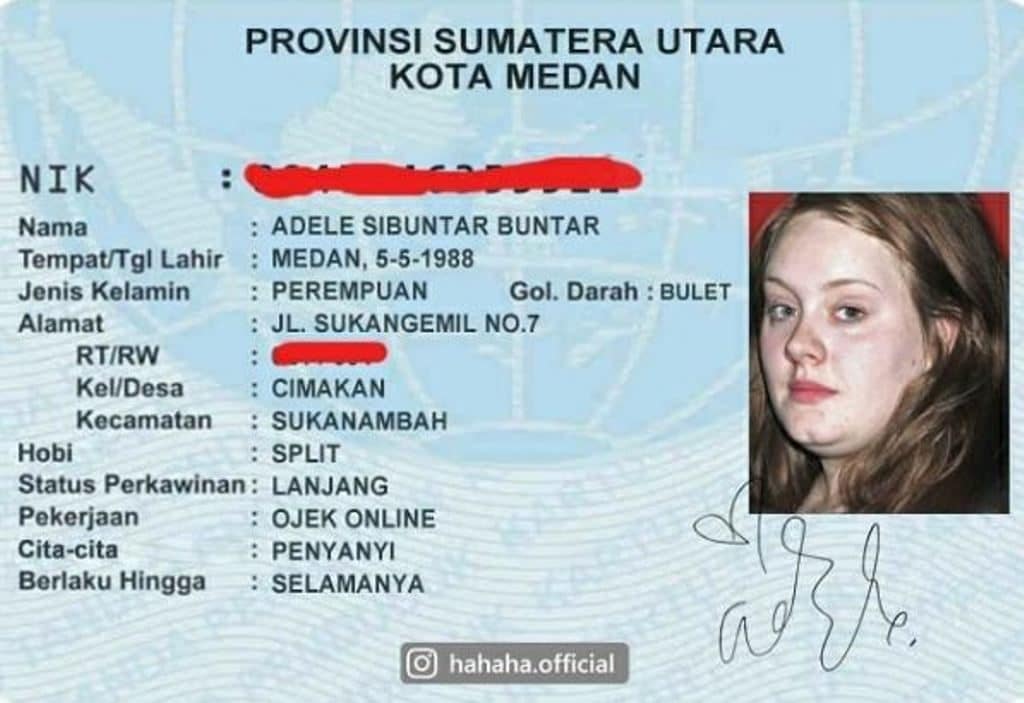 PROVINSI SUMATERA UTARA
KOTA MEDAN
NIK :
Nama : ADELE SIBUNTAR BUNTAR
Tempat/Tgl Lahir : MEDAN, 5-5-1988
Jenis Kelamin : PEREMPUAN Gol. Darah : BULET
Alamat : JL. SUKANGEMIL NO.7
RT/RW :
Kel/Desa : CIMAKAN
Kecamatan : SUKANAMBAH
Hobi : SPLIT
Status Perkawinan : LANJANG
Pekerjaan : OJEK ONLINE
Cita-cita : PENYANYI
Berlaku Hingga : SELAMANYA
adele.
hahaha.official